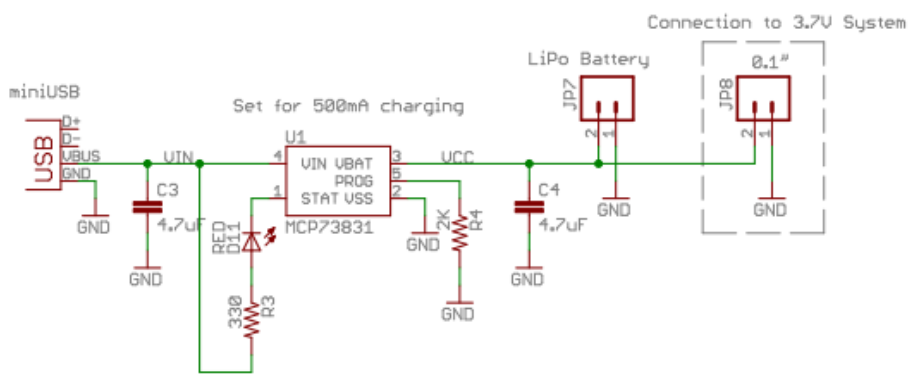 Connection to 3.7V System
LiPo Battery
0.1"
miniUSB
Set for 500mA charging
JP7
JP8
D+
D-
VBUS
GND
USB
VIN
U1
4
VIN VBAT
3
VCC
PROG
5
1
STAT VSS
2
MCP73831
2
1
2
1
C3
4.7uF
GND
GND
RED
D11
330
R3
GND
2K
R4
GND
C4
4.7uF
GND
GND
GND